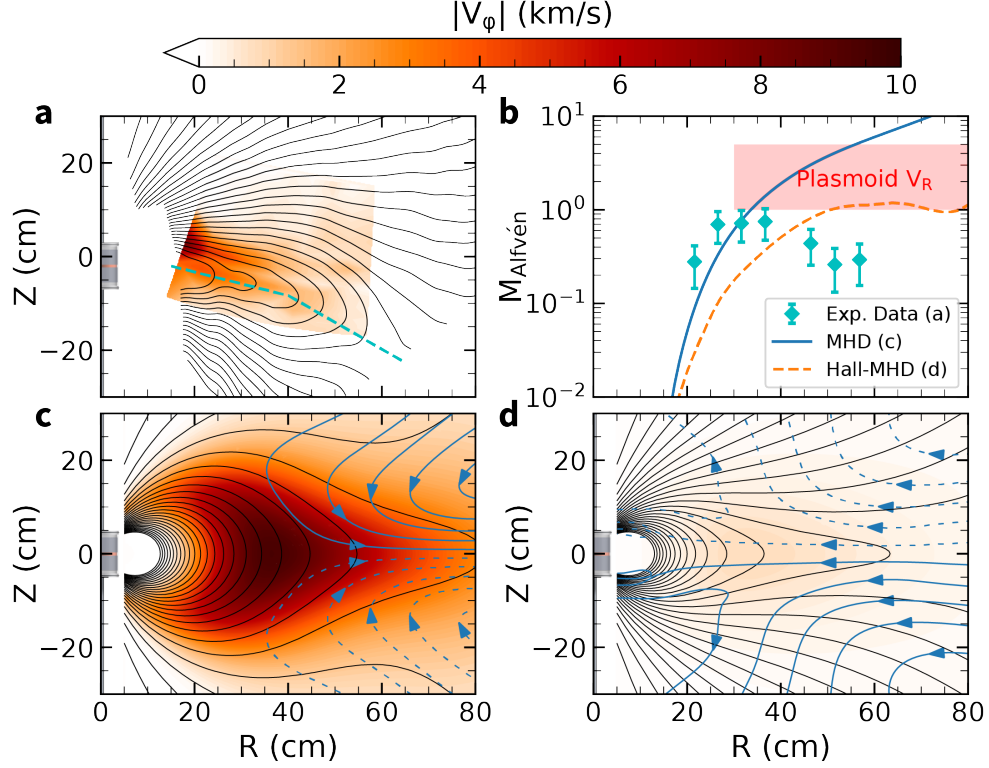 |Vφ| (km/s)
0 2 4 6 8 10
a
b
20
0
−20
Z (cm)
10¹
10⁰
10⁻¹
10⁻²
M_Alfvén
Plasmoid V_R
Exp. Data (a)
MHD (c)
Hall-MHD (d)
c
d
20
0
−20
Z (cm)
0 20 40 60 80
R (cm)
20
0
−20
Z (cm)
0 20 40 60 80
R (cm)